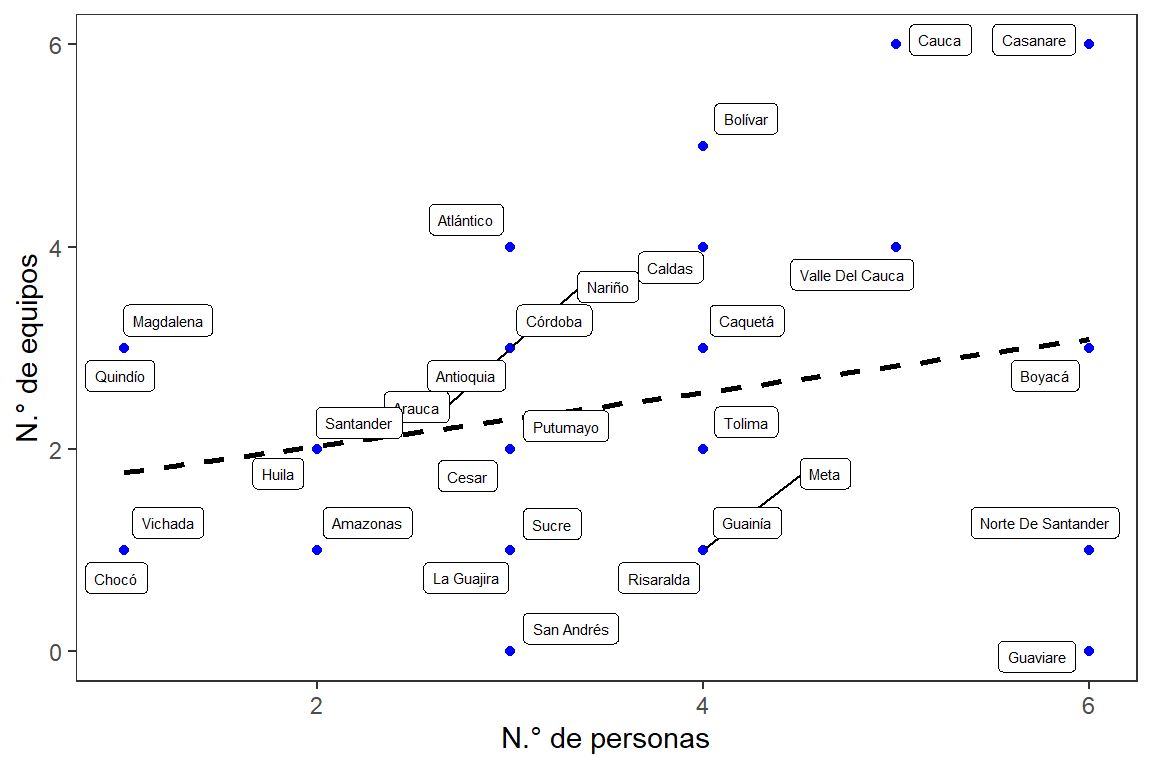 6
Cauca
Casanare
Bolívar
Atlántico
4
Caldas
Valle Del Cauca
Nariño
Magdalena
Córdoba
Caquetá
Quindío
Antioquia
Boyacá
Arauca
Santander
Putumayo
Tolima
2
Huila
Cesar
Meta
Vichada
Amazonas
Sucre
Guainía
Norte De Santander
Chocó
La Guajira
Risaralda
San Andrés
0
Guaviare
2
4
6
N.° de personas
N.° de equipos